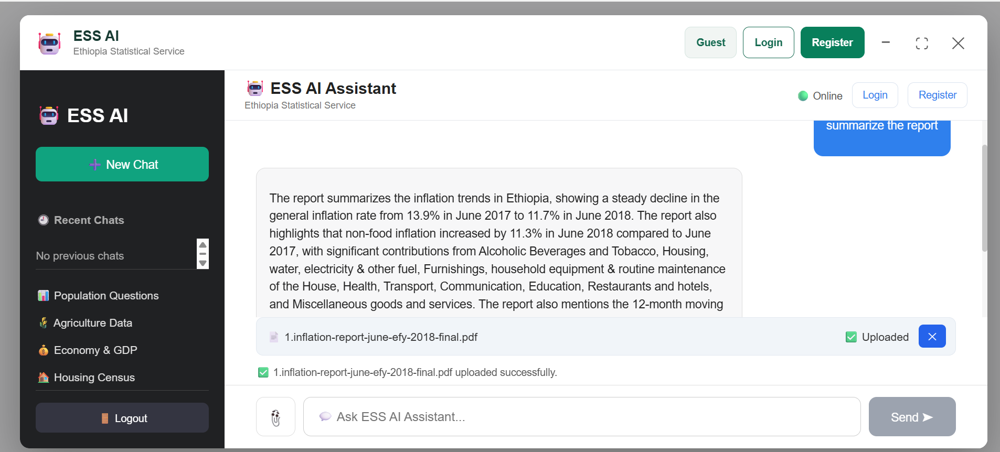 ESS AI
Ethiopia Statistical Service
Guest
Login
Register
ESS AI
New Chat
Recent Chats
No previous chats
Population Questions
Agriculture Data
Economy & GDP
Housing Census
Logout
ESS AI Assistant
Ethiopia Statistical Service
Online
Login
Register
summarize the report
The report summarizes the inflation trends in Ethiopia, showing a steady decline in the
general inflation rate from 13.9% in June 2017 to 11.7% in June 2018. The report also
highlights that non-food inflation increased by 11.3% in June 2018 compared to June
2017, with significant contributions from Alcoholic Beverages and Tobacco, Housing,
water, electricity & other fuel, Furnishings, household equipment & routine maintenance
of the House, Health, Transport, Communication, Education, Restaurants and hotels,
and Miscellaneous goods and services. The report also mentions the 12-month moving
1.inflation-report-june-efy-2018-final.pdf
Uploaded
1.inflation-report-june-efy-2018-final.pdf uploaded successfully.
Ask ESS AI Assistant...
Send